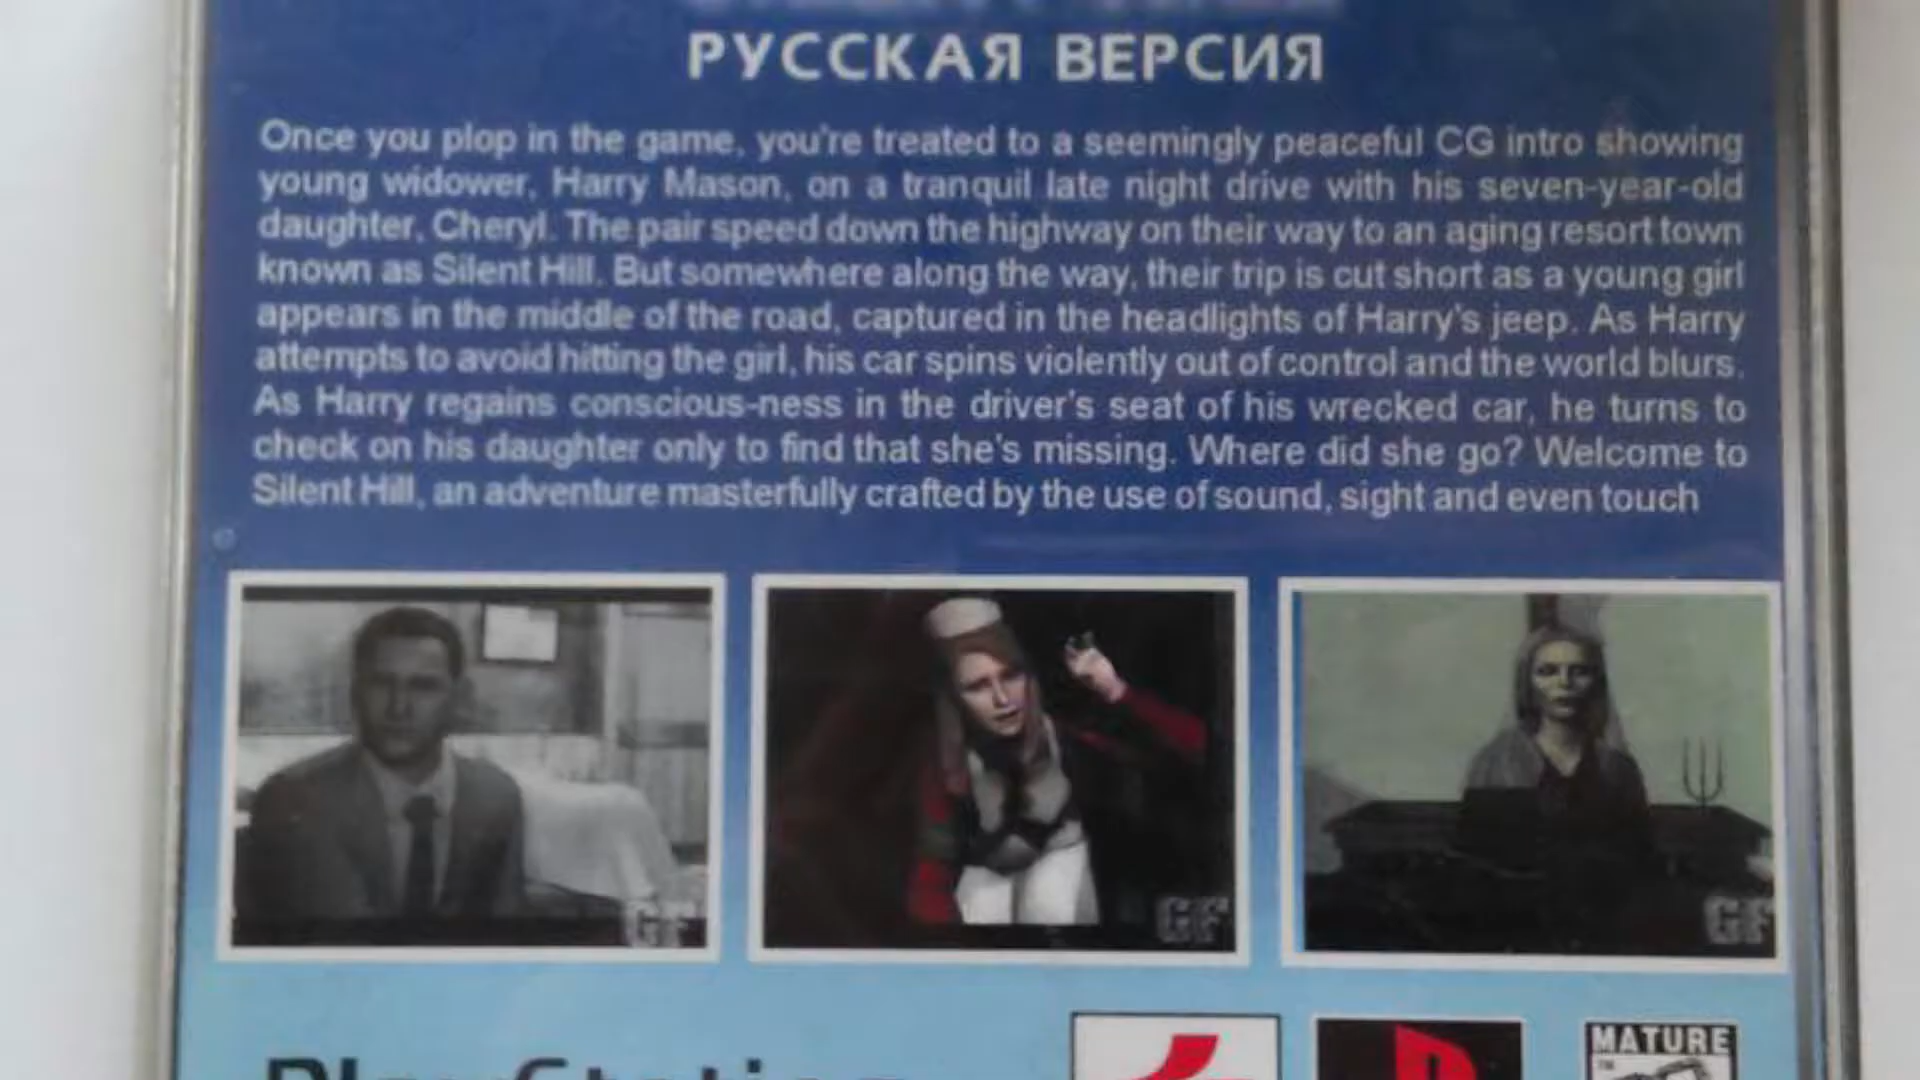 РУССКАЯ ВЕРСИЯ
Once you plop in the game, you're treated to a seemingly peaceful CG intro showing
young widower, Harry Mason, on a tranquil late night drive with his seven-year-old
daughter, Cheryl. The pair speed down the highway on their way to an aging resort town
known as Silent Hill. But somewhere along the way, their trip is cut short as a young girl
appears in the middle of the road, captured in the headlights of Harry's jeep. As Harry
attempts to avoid hitting the girl, his car spins violently out of control and the world blurs.
As Harry regains conscious-ness in the driver's seat of his wrecked car, he turns to
check on his daughter only to find that she's missing. Where did she go? Welcome to
Silent Hill, an adventure masterfully crafted by the use of sound, sight and even touch
GF GF GF
PlayStation
MATURE
TM